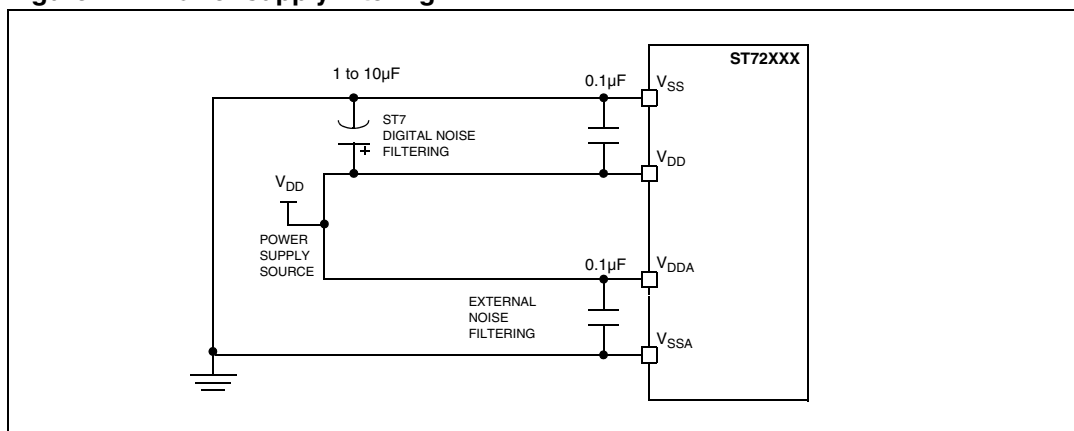 ST72XXX
1 to 10µF
0.1µF
VSS
ST7
DIGITAL NOISE
FILTERING
+
VDD
VDD
POWER
SUPPLY
SOURCE
0.1µF
VDDA
EXTERNAL
NOISE
FILTERING
VSSA